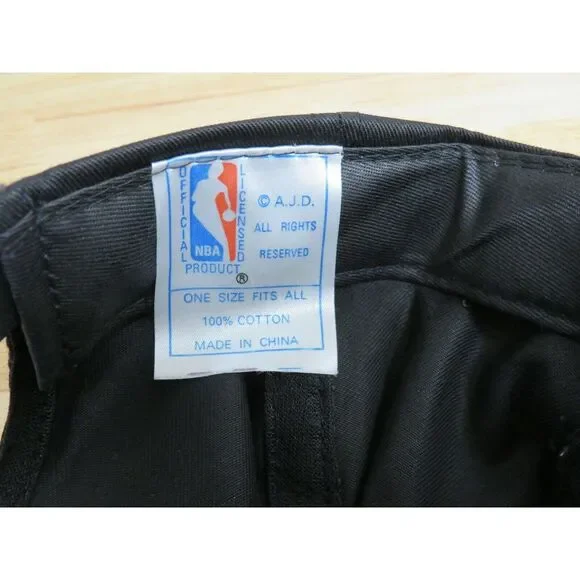 OFFICIAL
LICENSED
NBA
PRODUCT
®
© A.J.D.
ALL RIGHTS
RESERVED
ONE SIZE FITS ALL
100% COTTON
MADE IN CHINA